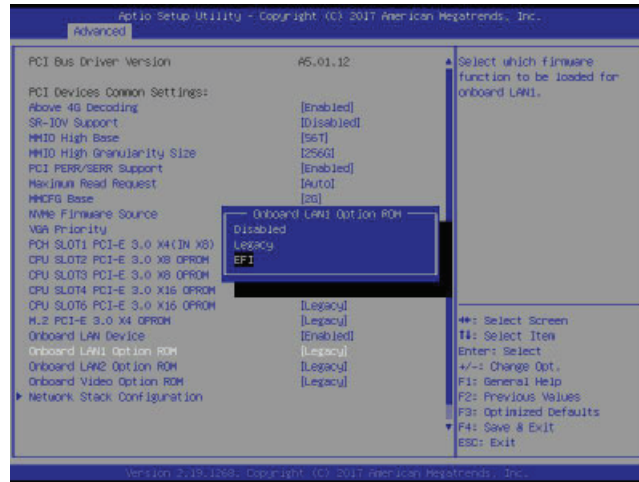 Aptio Setup Utility - Copyright (C) 2017 American Megatrends, Inc.
Advanced
PCI Bus Driver Version A5.01.12
PCI Devices Common Settings:
Above 4G Decoding [Enabled]
SR-IOV Support [Disabled]
MMIO High Base [56T]
MMIO High Granularity Size [256G]
PCI PERR/SERR Support [Enabled]
Maximum Read Request [Auto]
MMCFG Base [2G]
NVMe Firmware Source
VGA Priority
PCH SLOT1 PCI-E 3.0 X4(IN X8)
CPU SLOT2 PCI-E 3.0 X8 OPROM
CPU SLOT3 PCI-E 3.0 X8 OPROM
CPU SLOT4 PCI-E 3.0 X16 OPROM
CPU SLOT6 PCI-E 3.0 X16 OPROM [Legacy]
M.2 PCI-E 3.0 X4 OPROM [Legacy]
Onboard LAN Device [Enabled]
Onboard LAN1 Option ROM [Legacy]
Onboard LAN2 Option ROM [Legacy]
Onboard Video Option ROM [Legacy]
Network Stack Configuration
Onboard LAN1 Option ROM
Disabled
Legacy
EFI
Select which firmware
function to be loaded for
onboard LAN1.
: Select Screen
: Select Item
Enter: Select
+/-: Change Opt.
F1: General Help
F2: Previous Values
F3: Optimized Defaults
F4: Save & Exit
ESC: Exit
Version 2.19.1268. Copyright (C) 2017 American Megatrends, Inc.